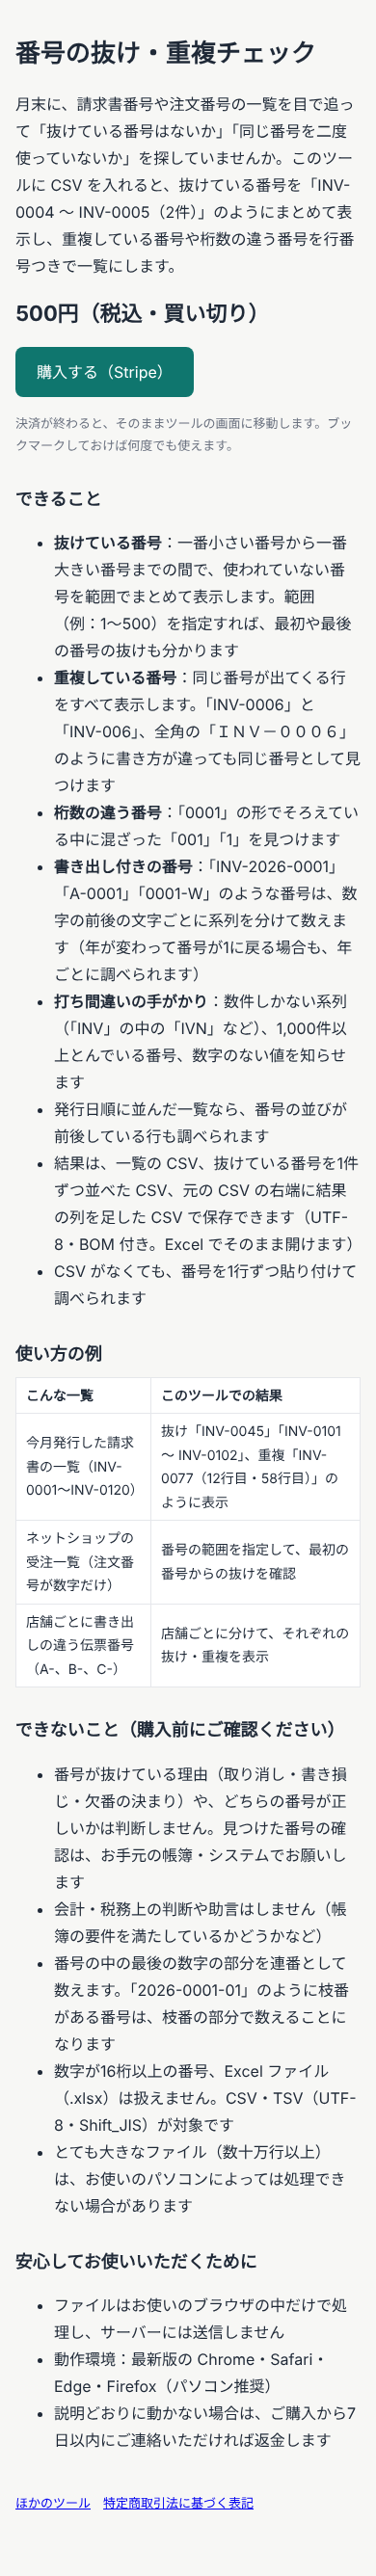 番号の抜け・重複チェック
月末に、請求書番号や注文番号の一覧を目で追っ
て「抜けている番号はないか」「同じ番号を二度
使っていないか」を探していませんか。このツー
ルに CSV を入れると、抜けている番号を「INV-
0004 〜 INV-0005（2件）」のようにまとめて表
示し、重複している番号や桁数の違う番号を行番
号つきで一覧にします。
500円（税込・買い切り）
購入する（Stripe）
決済が終わると、そのままツールの画面に移動します。ブッ
クマークしておけば何度でも使えます。
できること
• 抜けている番号：一番小さい番号から一番
大きい番号までの間で、使われていない番
号を範囲でまとめて表示します。範囲
（例：1〜500）を指定すれば、最初や最後
の番号の抜けも分かります
• 重複している番号：同じ番号が出てくる行
をすべて表示します。「INV-0006」と
「INV-006」、全角の「ＩＮＶ－０００６」
のように書き方が違っても同じ番号として見
つけます
• 桁数の違う番号：「0001」の形でそろえてい
る中に混ざった「001」「1」を見つけます
• 書き出し付きの番号：「INV-2026-0001」
「A-0001」「0001-W」のような番号は、数
字の前後の文字ごとに系列を分けて数えま
す（年が変わって番号が1に戻る場合も、年
ごとに調べられます）
• 打ち間違いの手がかり：数件しかない系列
（「INV」の中の「IVN」など）、1,000件以
上とんでいる番号、数字のない値を知らせ
ます
• 発行日順に並んだ一覧なら、番号の並びが
前後している行も調べられます
• 結果は、一覧の CSV、抜けている番号を1件
ずつ並べた CSV、元の CSV の右端に結果
の列を足した CSV で保存できます（UTF-
8・BOM 付き。Excel でそのまま開けます）
• CSV がなくても、番号を1行ずつ貼り付けて
調べられます
使い方の例
こんな一覧
このツールでの結果
今月発行した請求
書の一覧（INV-
0001〜INV-0120）
抜け「INV-0045」「INV-0101
〜 INV-0102」、重複「INV-
0077（12行目・58行目）」の
ように表示
ネットショップの
受注一覧（注文番
号が数字だけ）
番号の範囲を指定して、最初の
番号からの抜けを確認
店舗ごとに書き出
しの違う伝票番号
（A-、B-、C-）
店舗ごとに分けて、それぞれの
抜け・重複を表示
できないこと（購入前にご確認ください）
• 番号が抜けている理由（取り消し・書き損
じ・欠番の決まり）や、どちらの番号が正
しいかは判断しません。見つけた番号の確
認は、お手元の帳簿・システムでお願いし
ます
• 会計・税務上の判断や助言はしません（帳
簿の要件を満たしているかどうかなど）
• 番号の中の最後の数字の部分を連番として
数えます。「2026-0001-01」のように枝番
がある番号は、枝番の部分で数えることに
なります
• 数字が16桁以上の番号、Excel ファイル
（.xlsx）は扱えません。CSV・TSV（UTF-
8・Shift_JIS）が対象です
• とても大きなファイル（数十万行以上）
は、お使いのパソコンによっては処理でき
ない場合があります
安心してお使いいただくために
• ファイルはお使いのブラウザの中だけで処
理し、サーバーには送信しません
• 動作環境：最新版の Chrome・Safari・
Edge・Firefox（パソコン推奨）
• 説明どおりに動かない場合は、ご購入から7
日以内にご連絡いただければ返金します
ほかのツール 特定商取引法に基づく表記